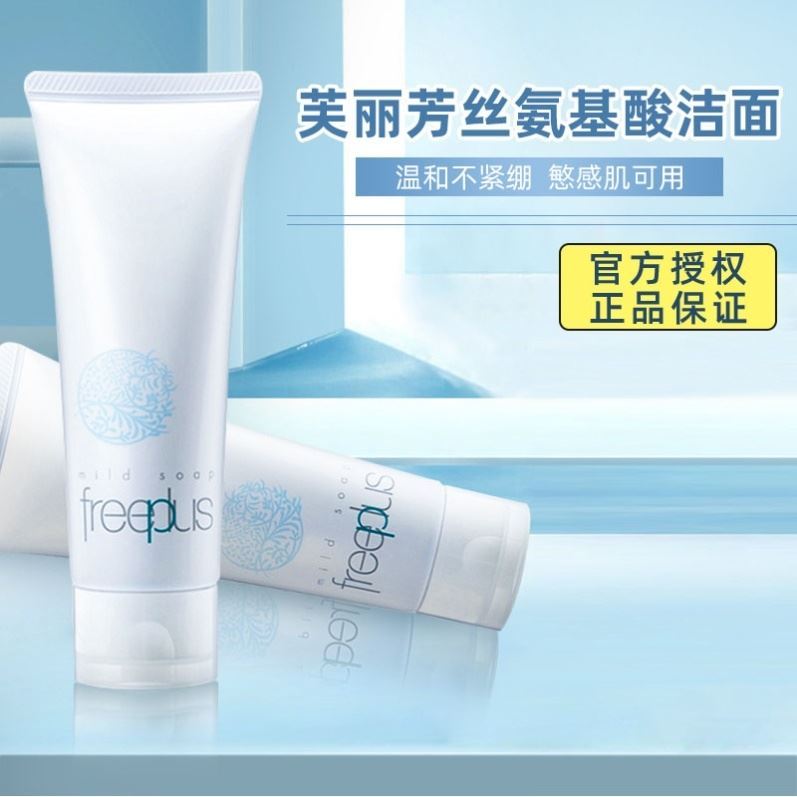 芙丽芳丝氨基酸洁面
温和不紧绷 敏感肌可用
官方授权
正品保证
mild soap
freeplus
mild soap
freeplus